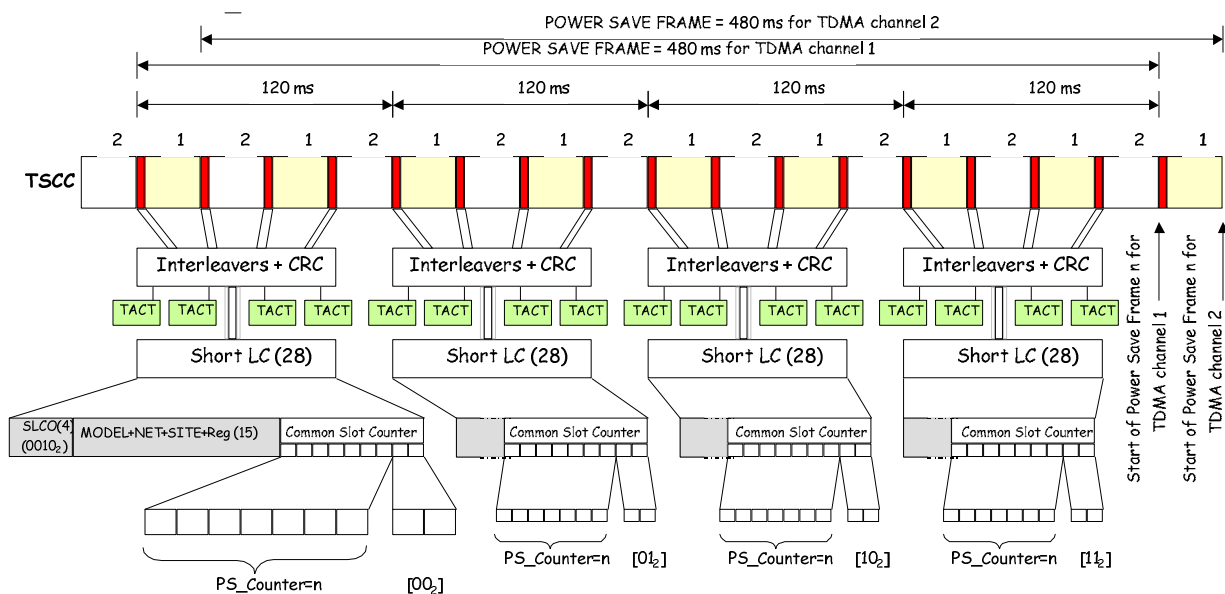 POWER SAVE FRAME = 480 ms for TDMA channel 2
POWER SAVE FRAME = 480 ms for TDMA channel 1
120 ms 120 ms 120 ms 120 ms
2 1 2 1 2 1 2 1 2 1 2 1 2 1 2 1 2 1
TSCC
Interleavers + CRC Interleavers + CRC Interleavers + CRC Interleavers + CRC
TACT TACT TACT TACT TACT TACT TACT TACT TACT TACT TACT TACT TACT TACT TACT TACT
Short LC (28) Short LC (28) Short LC (28) Short LC (28)
Start of Power Save Frame n for
TDMA channel 1
Start of Power Save Frame n for
TDMA channel 2
SLCO(4)
(0010₂)
MODEL+NET+SITE+Reg (15)
Common Slot Counter Common Slot Counter Common Slot Counter Common Slot Counter
PS_Counter=n [00₂] PS_Counter=n [01₂] PS_Counter=n [10₂] PS_Counter=n [11₂]